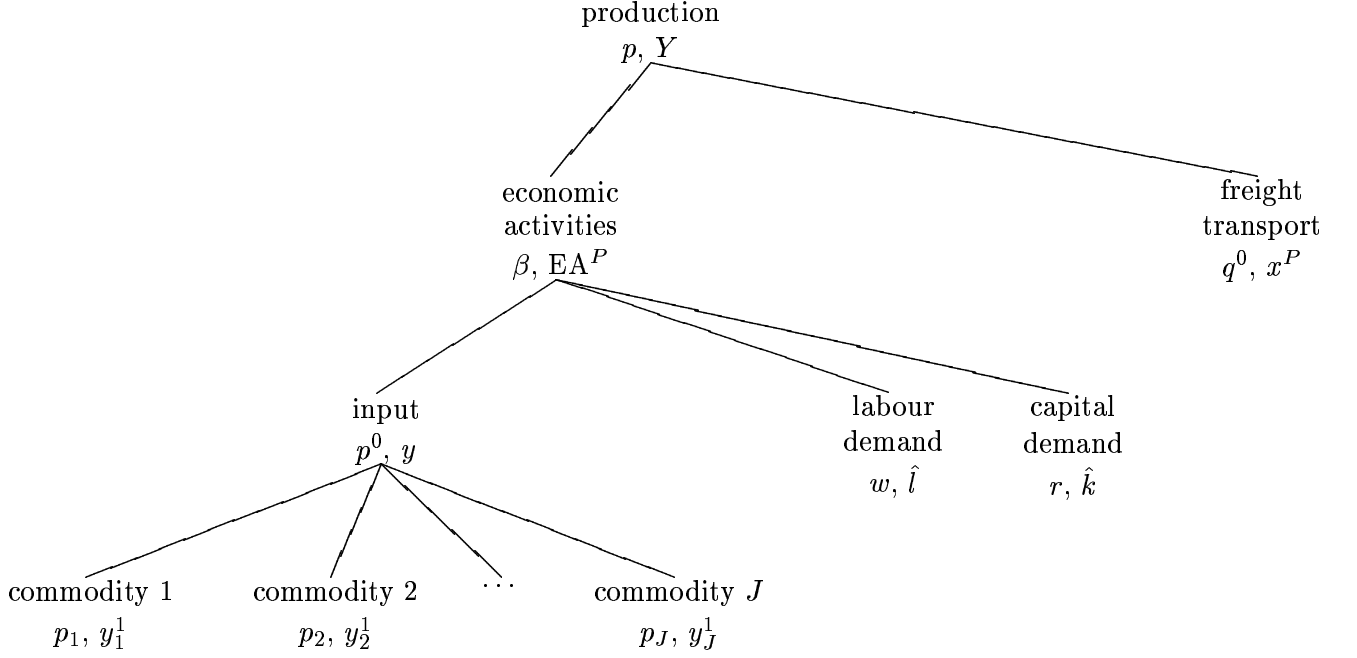 production
p, Y
economic
activities
β, EA^P
freight
transport
q^0, x^P
input
p^0, y
labour
demand
w, l̂
capital
demand
r, k̂
commodity 1
p_1, y_1^1
commodity 2
p_2, y_2^1
···
commodity J
p_J, y_J^1